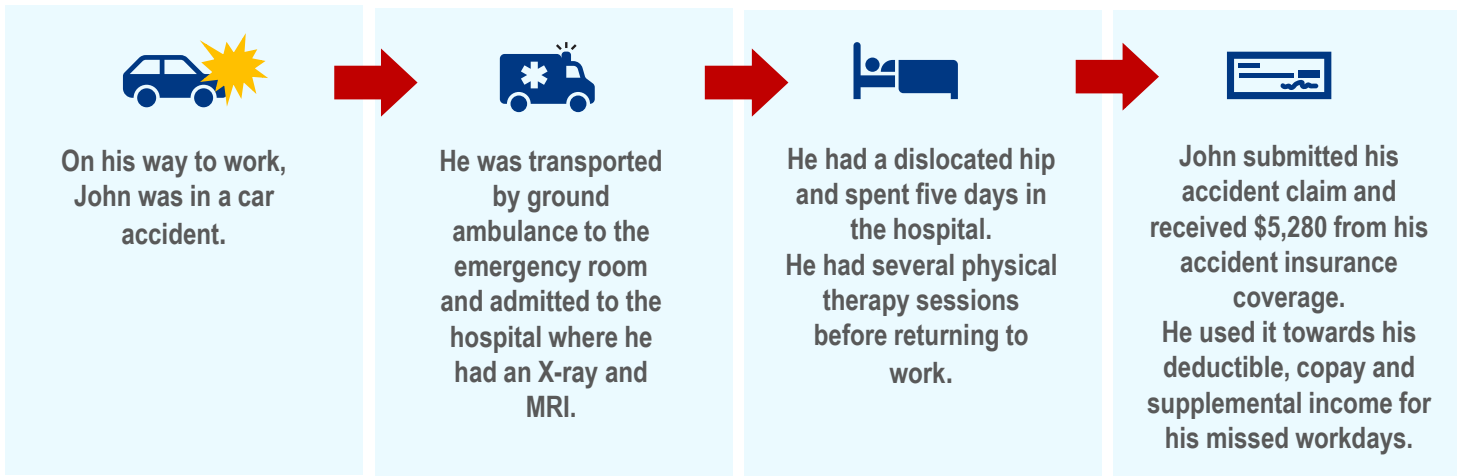 On his way to work,
John was in a car
accident.
He was transported
by ground
ambulance to the
emergency room
and admitted to the
hospital where he
had an X-ray and
MRI.
He had a dislocated hip
and spent five days in
the hospital.
He had several physical
therapy sessions
before returning to
work.
John submitted his
accident claim and
received $5,280 from his
accident insurance
coverage.
He used it towards his
deductible, copay and
supplemental income for
his missed workdays.